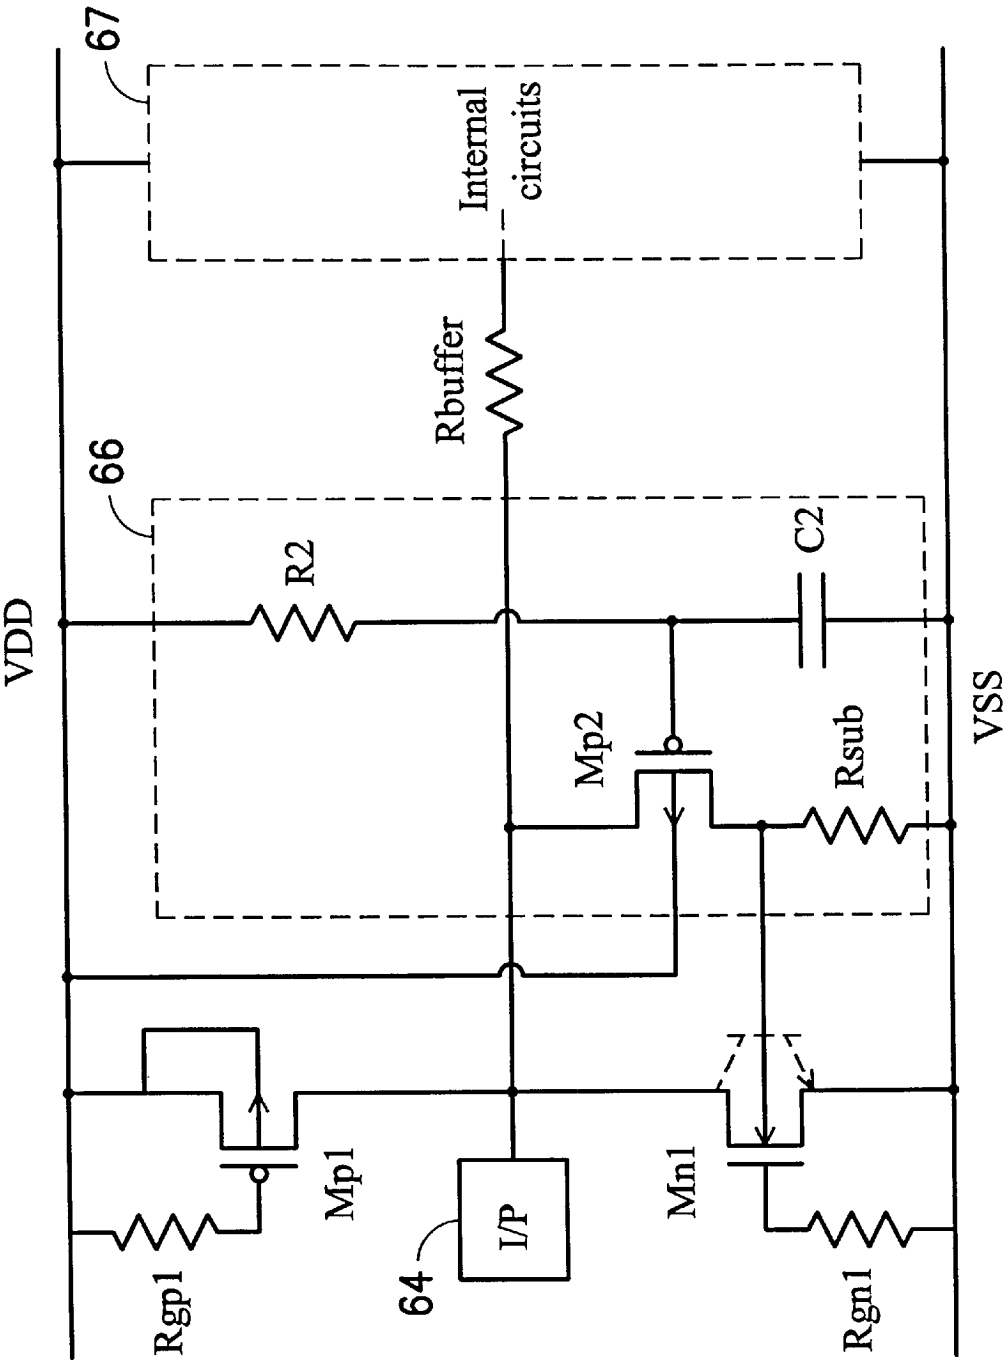 VDD
67
Internal
circuits
Rbuffer
66
R2
C2
Mp2
Rsub
VSS
Mp1
Rgp1
64
I/P
Mn1
Rgn1